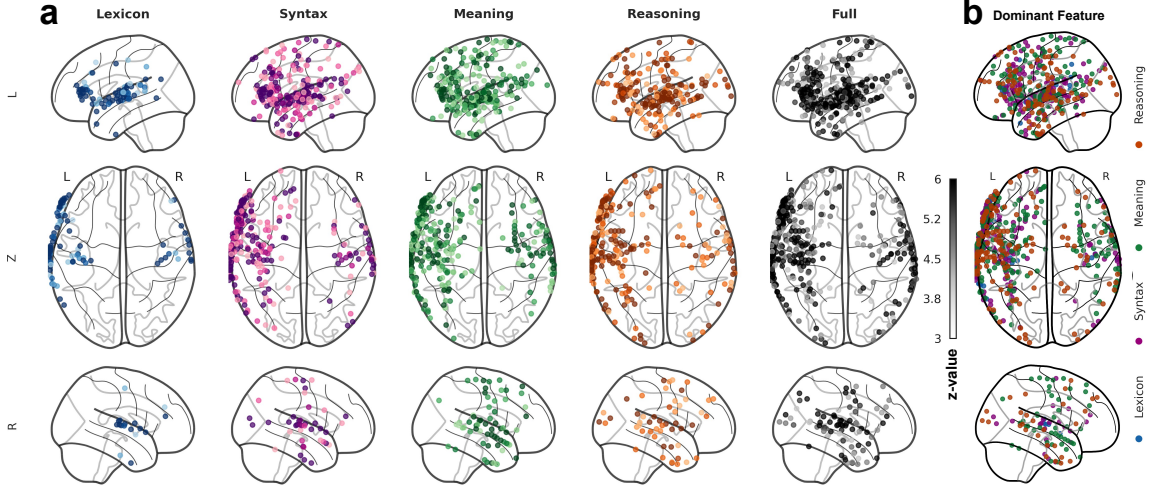 a
Lexicon
Syntax
Meaning
Reasoning
Full
b
Dominant Feature
L
Z
L
R
L
R
L
R
L
R
L
R
L
R
R
6
5.2
4.5
3.8
3
z-value
Reasoning
Meaning
Syntax
Lexicon